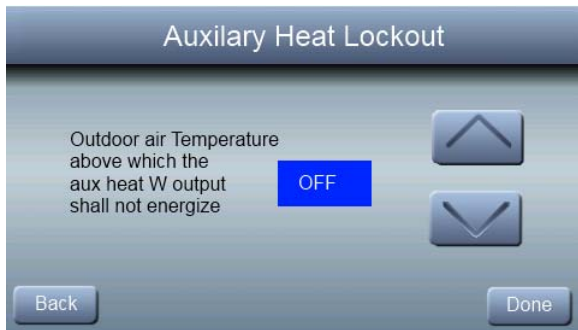 Auxilary Heat Lockout
Outdoor air Temperature
above which the
aux heat W output
shall not energize
OFF
Back
Done